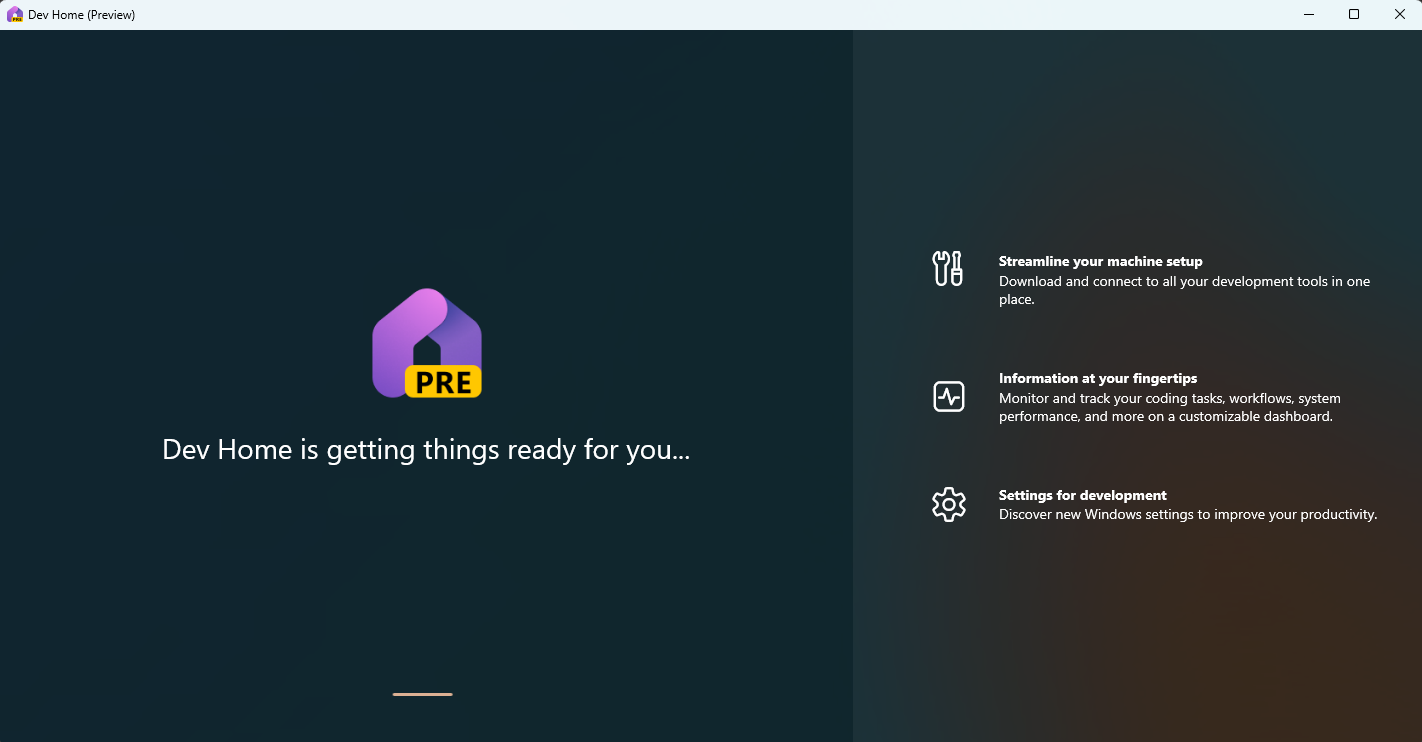 Dev Home (Preview)
PRE
Dev Home is getting things ready for you...
Streamline your machine setup
Download and connect to all your development tools in one
place.
Information at your fingertips
Monitor and track your coding tasks, workflows, system
performance, and more on a customizable dashboard.
Settings for development
Discover new Windows settings to improve your productivity.